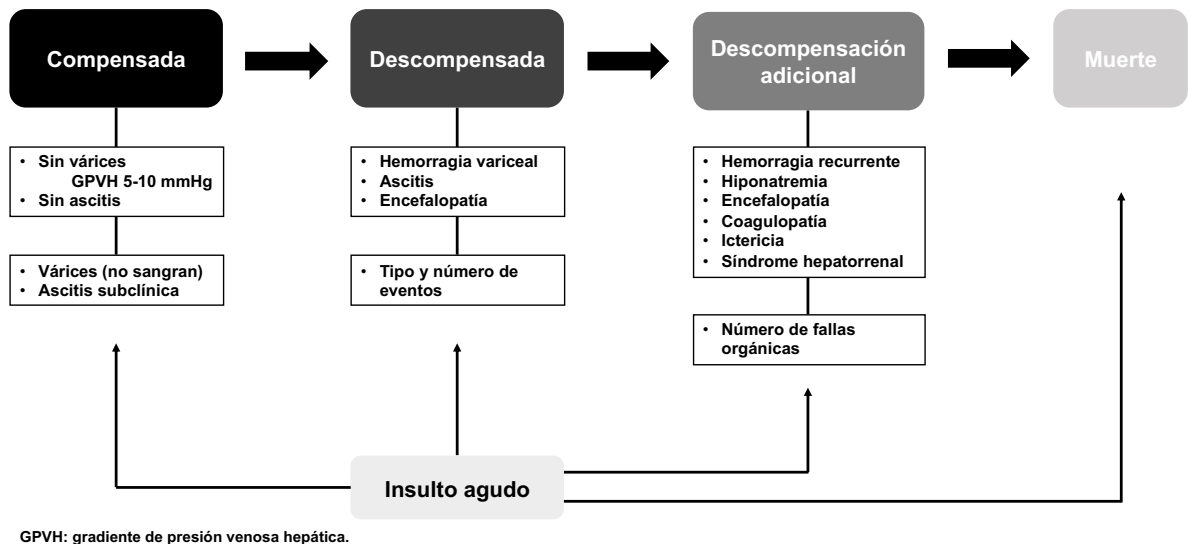 Compensada
Descompensada
Descompensación
adicional
Muerte
• Sin várices
GPVH 5-10 mmHg
• Sin ascitis
• Várices (no sangran)
• Ascitis subclínica
• Hemorragia variceal
• Ascitis
• Encefalopatía
• Tipo y número de
eventos
• Hemorragia recurrente
• Hiponatremia
• Encefalopatía
• Coagulopatía
• Ictericia
• Síndrome hepatorrenal
• Número de fallas
orgánicas
Insulto agudo
GPVH: gradiente de presión venosa hepática.